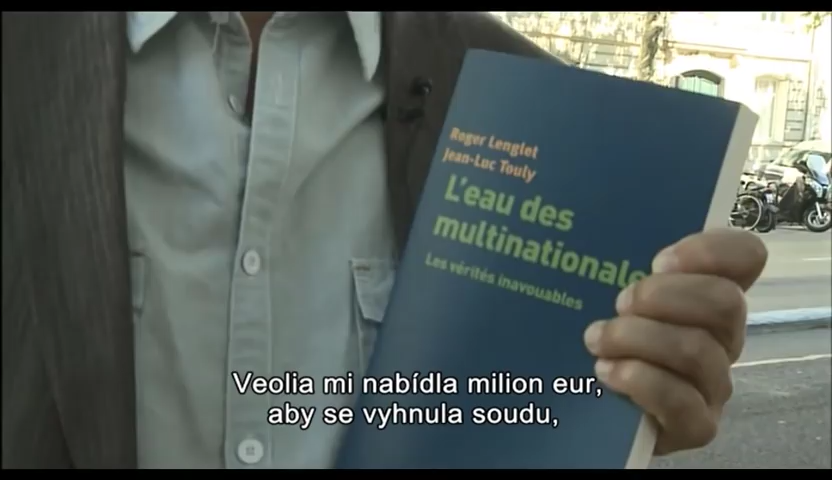 Roger Lenglet
Jean-Luc Touly
L'eau des
multinationales
Les vérités inavouables
Veolia mi nabídla milion eur,
aby se vyhnula soudu,